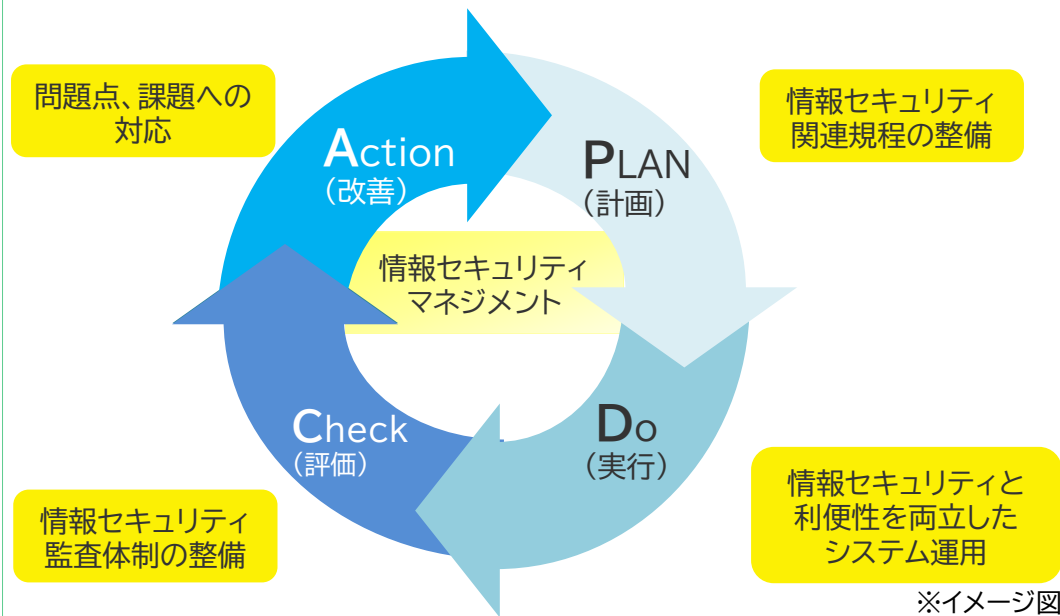 問題点、課題への
対応
Action
(改善)
PLAN
(計画)
情報セキュリティ
関連規程の整備
情報セキュリティ
マネジメント
Check
(評価)
Do
(実行)
情報セキュリティ
監査体制の整備
情報セキュリティと
利便性を両立した
システム運用
※イメージ図